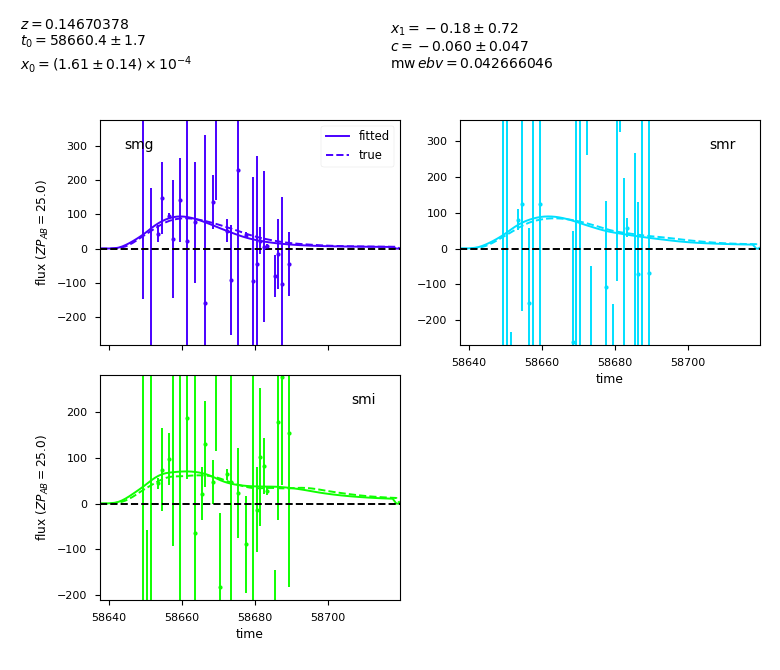 z = 0.14670378
t₀ = 58660.4 ± 1.7
x₀ = (1.61 ± 0.14) × 10⁻⁴
x₁ = −0.18 ± 0.72
c = −0.060 ± 0.047
mw ebv = 0.042666046
smg
fitted
true
300
200
100
0
−100
−200
flux (ZP_AB = 25.0)
smr
300
200
100
0
−100
−200
58640 58660 58680 58700
time
smi
200
100
0
−100
−200
flux (ZP_AB = 25.0)
58640 58660 58680 58700
time